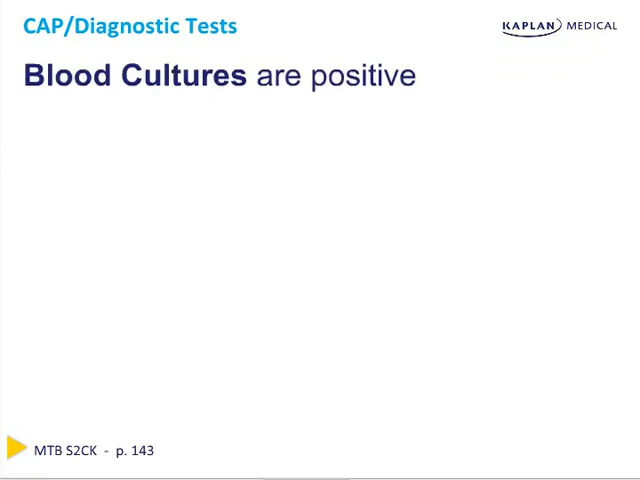 CAP/Diagnostic Tests
KAPLAN MEDICAL
Blood Cultures are positive
MTB S2CK - p. 143